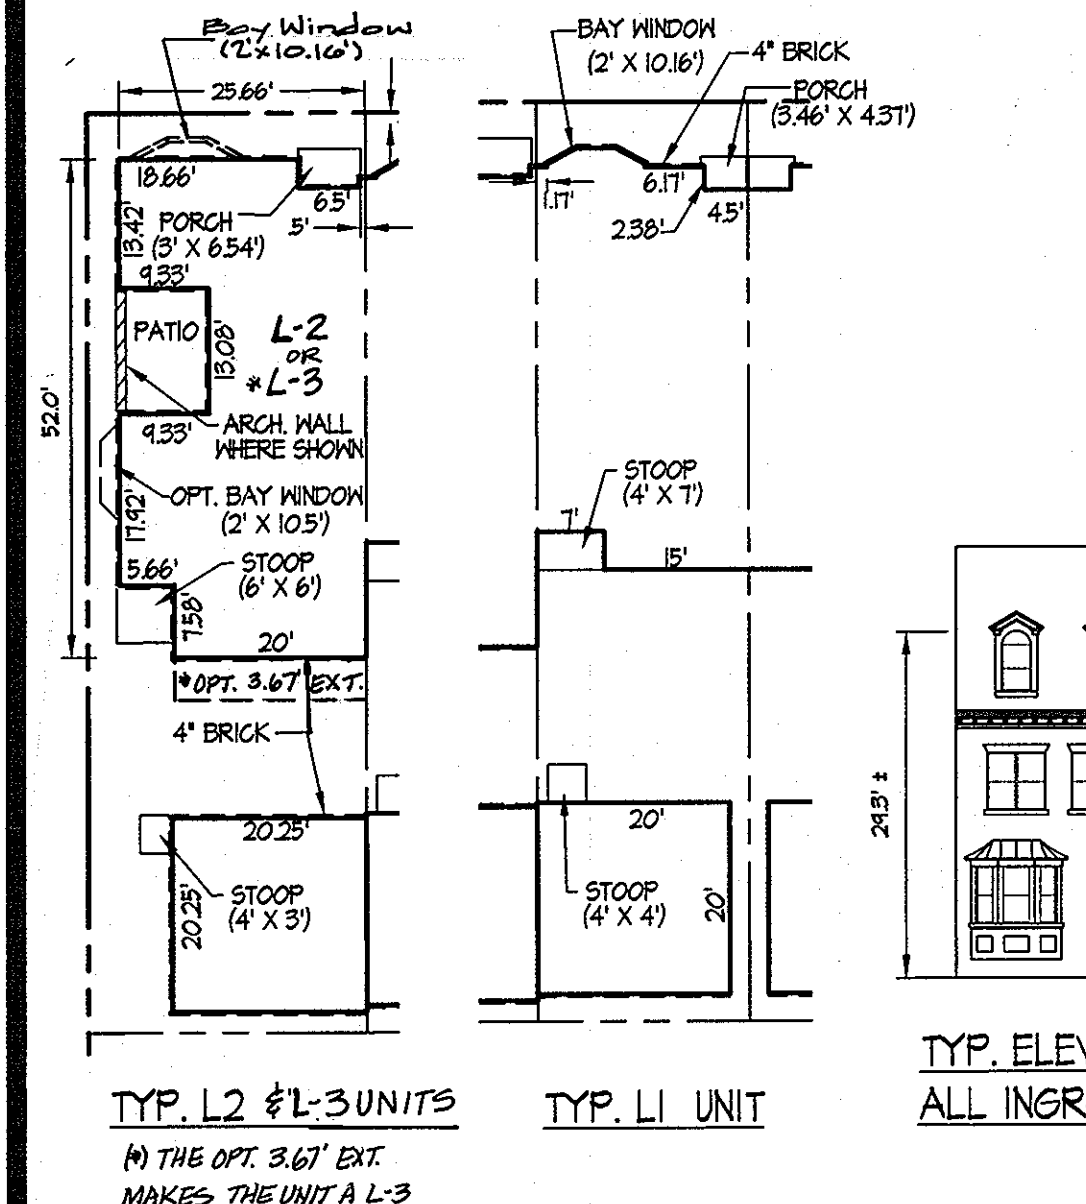 Bay Window
(2'x10.16')
25.66'
18.66'
6.5'
.5'
13.42'
PORCH
(3' X 6.54')
9.33'
PATIO
13.08'
L-2
OR
*L-3
52.0'
9.33'
ARCH. WALL
WHERE SHOWN
17.92'
OPT. BAY WINDOW
(2' X 10.5')
5.66'
STOOP
(6' X 6')
7.58'
20'
*OPT. 3.67' EXT.
4" BRICK
20.25'
20.25'
STOOP
(4' X 3')
TYP. L2 & L-3 UNITS
(*) THE OPT. 3.67' EXT.
MAKES THE UNIT A L-3
BAY WINDOW
(2' X 10.16')
4" BRICK
PORCH
(3.46' X 4.37')
1.17'
6.17'
2.38'
4.5'
STOOP
(4' X 7')
7'
15'
20'
STOOP
(4' X 4')
20'
TYP. L1 UNIT
29.3' ±
TYP. ELEV
ALL INGR